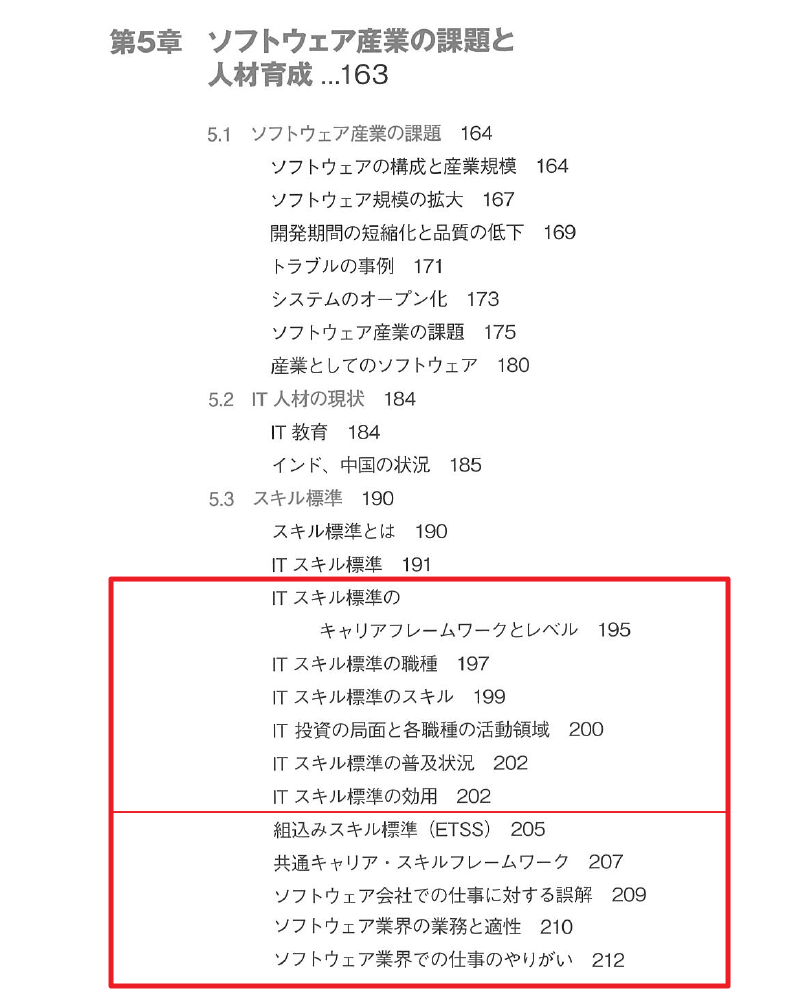 第5章 ソフトウェア産業の課題と
人材育成 ...163
5.1 ソフトウェア産業の課題 164
ソフトウェアの構成と産業規模 164
ソフトウェア規模の拡大 167
開発期間の短縮化と品質の低下 169
トラブルの事例 171
システムのオープン化 173
ソフトウェア産業の課題 175
産業としてのソフトウェア 180
5.2 IT 人材の現状 184
IT 教育 184
インド、中国の状況 185
5.3 スキル標準 190
スキル標準とは 190
IT スキル標準 191
IT スキル標準の
キャリアフレームワークとレベル 195
IT スキル標準の職種 197
IT スキル標準のスキル 199
IT 投資の局面と各職種の活動領域 200
IT スキル標準の普及状況 202
IT スキル標準の効用 202
組込みスキル標準（ETSS） 205
共通キャリア・スキルフレームワーク 207
ソフトウェア会社での仕事に対する誤解 209
ソフトウェア業界の業務と適性 210
ソフトウェア業界での仕事のやりがい 212